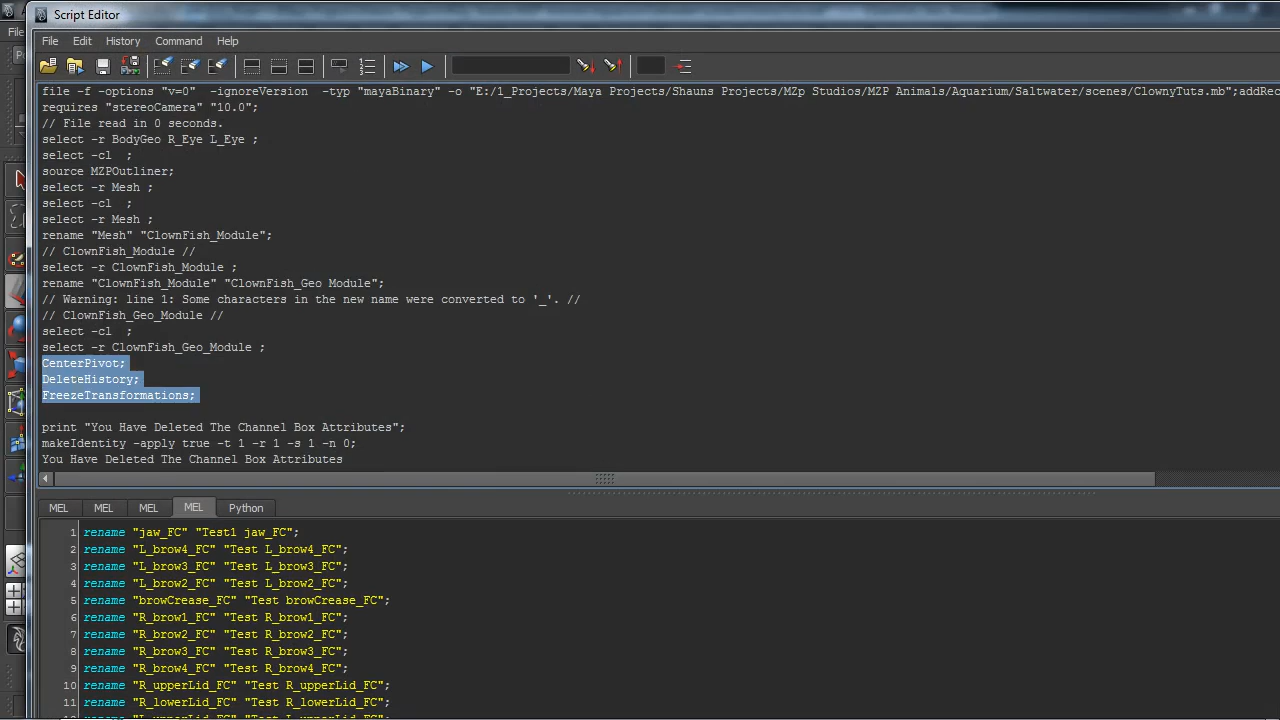 Script Editor
File
File Edit History Command Help
file -f -options "v=0"  -ignoreVersion  -typ "mayaBinary" -o "E:/1_Projects/Maya Projects/Shauns Projects/MZp Studios/MZP Animals/Aquarium/Saltwater/scenes/ClownyTuts.mb";addRec
requires "stereoCamera" "10.0";
// File read in 0 seconds.
select -r BodyGeo R_Eye L_Eye ;
select -cl  ;
source MZPOutliner;
select -r Mesh ;
select -cl  ;
select -r Mesh ;
rename "Mesh" "ClownFish_Module";
// ClownFish_Module //
select -r ClownFish_Module ;
rename "ClownFish_Module" "ClownFish_Geo Module";
// Warning: line 1: Some characters in the new name were converted to '_'. //
// ClownFish_Geo_Module //
select -cl  ;
select -r ClownFish_Geo_Module ;
CenterPivot;
DeleteHistory;
FreezeTransformations;
print "You Have Deleted The Channel Box Attributes";
makeIdentity -apply true -t 1 -r 1 -s 1 -n 0;
You Have Deleted The Channel Box Attributes
MEL MEL MEL MEL Python
1 rename "jaw_FC" "Test1 jaw_FC";
2 rename "L_brow4_FC" "Test L_brow4_FC";
3 rename "L_brow3_FC" "Test L_brow3_FC";
4 rename "L_brow2_FC" "Test L_brow2_FC";
5 rename "browCrease_FC" "Test browCrease_FC";
6 rename "R_brow1_FC" "Test R_brow1_FC";
7 rename "R_brow2_FC" "Test R_brow2_FC";
8 rename "R_brow3_FC" "Test R_brow3_FC";
9 rename "R_brow4_FC" "Test R_brow4_FC";
10 rename "R_upperLid_FC" "Test R_upperLid_FC";
11 rename "R_lowerLid_FC" "Test R_lowerLid_FC";